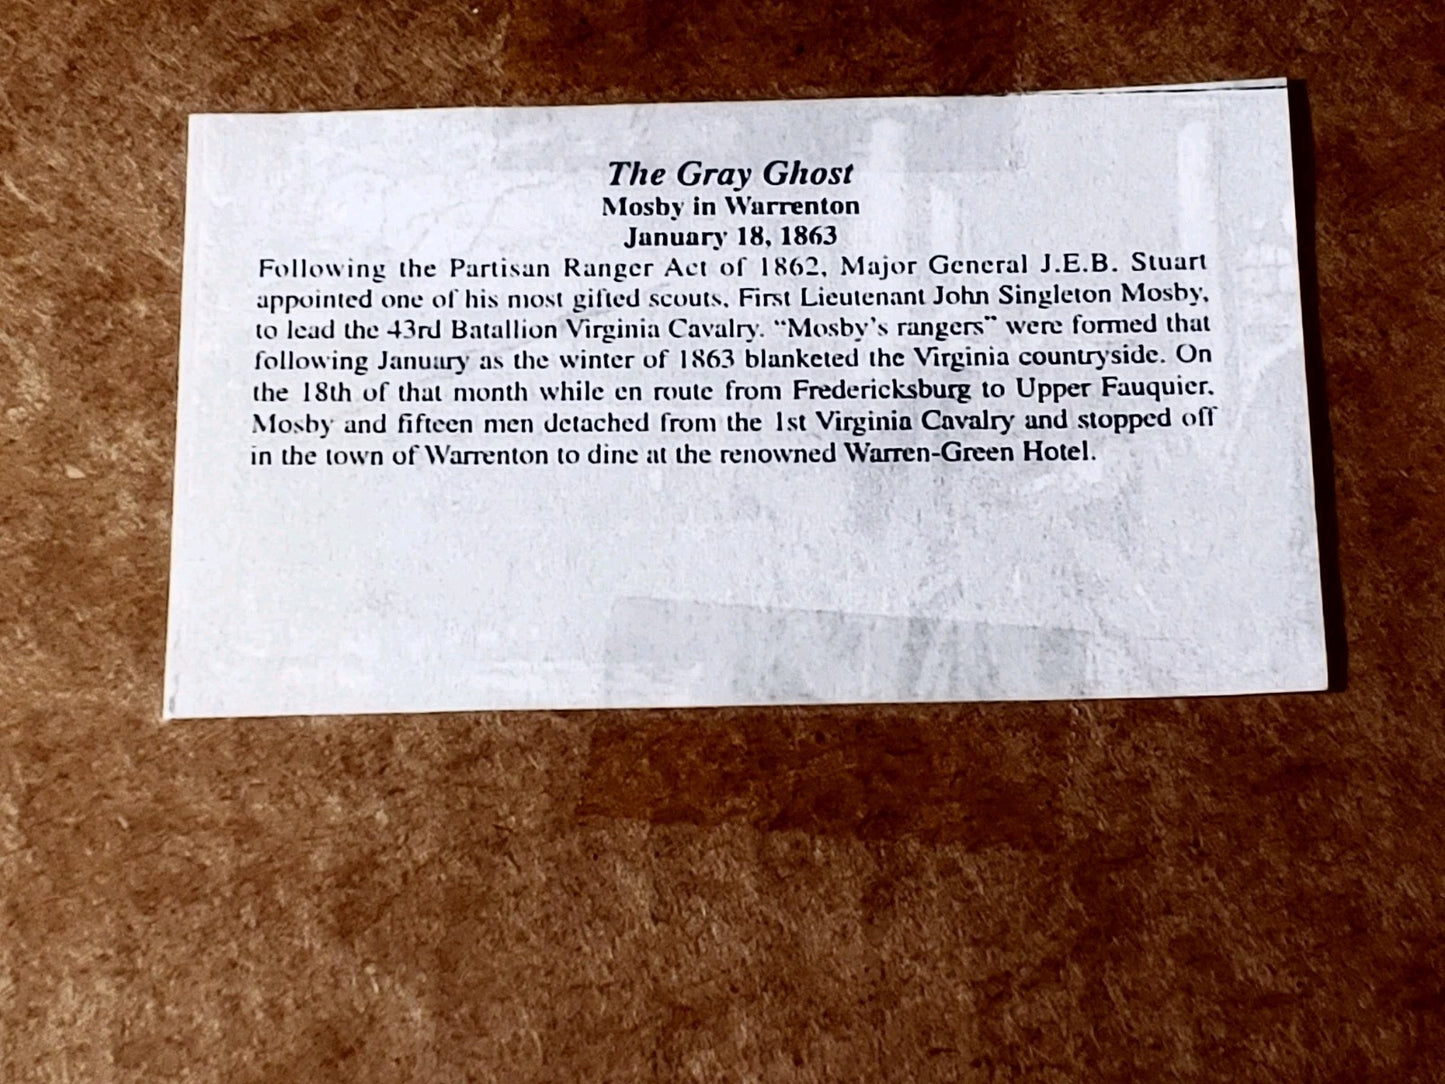 The Gray Ghost
Mosby in Warrenton
January 18, 1863
Following the Partisan Ranger Act of 1862, Major General J.E.B. Stuart
appointed one of his most gifted scouts, First Lieutenant John Singleton Mosby,
to lead the 43rd Batallion Virginia Cavalry. “Mosby’s rangers” were formed that
following January as the winter of 1863 blanketed the Virginia countryside. On
the 18th of that month while en route from Fredericksburg to Upper Fauquier,
Mosby and fifteen men detached from the 1st Virginia Cavalry and stopped off
in the town of Warrenton to dine at the renowned Warren-Green Hotel.